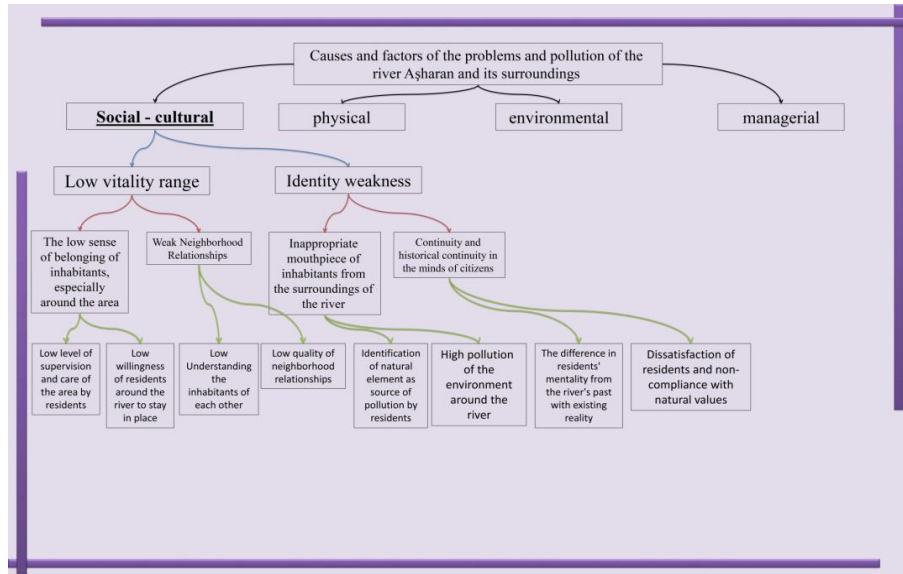 Causes and factors of the problems and pollution of the
river Aşharan and its surroundings
Social - cultural
physical
environmental
managerial
Low vitality range
Identity weakness
The low sense
of belonging of
inhabitants,
especially
around the area
Weak Neighborhood
Relationships
Inappropriate
mouthpiece of
inhabitants from
the surroundings of
the river
Continuity and
historical continuity in
the minds of citizens
Low level of
supervision and care
of the area by
residents
Low
willingness
of residents
around the
river to stay
in place
Low
Understanding
the
inhabitants of
each other
Low quality of
neighborhood
relationships
Identification
of natural
element as
source of
pollution by
residents
High pollution
of the
environment
around the
river
The difference in
residents'
mentality from
the river's past
with existing
reality
Dissatisfaction of
residents and non-
compliance with
natural values